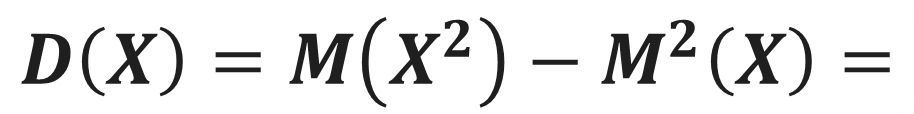 D(X) = M(X²) − M²(X) =